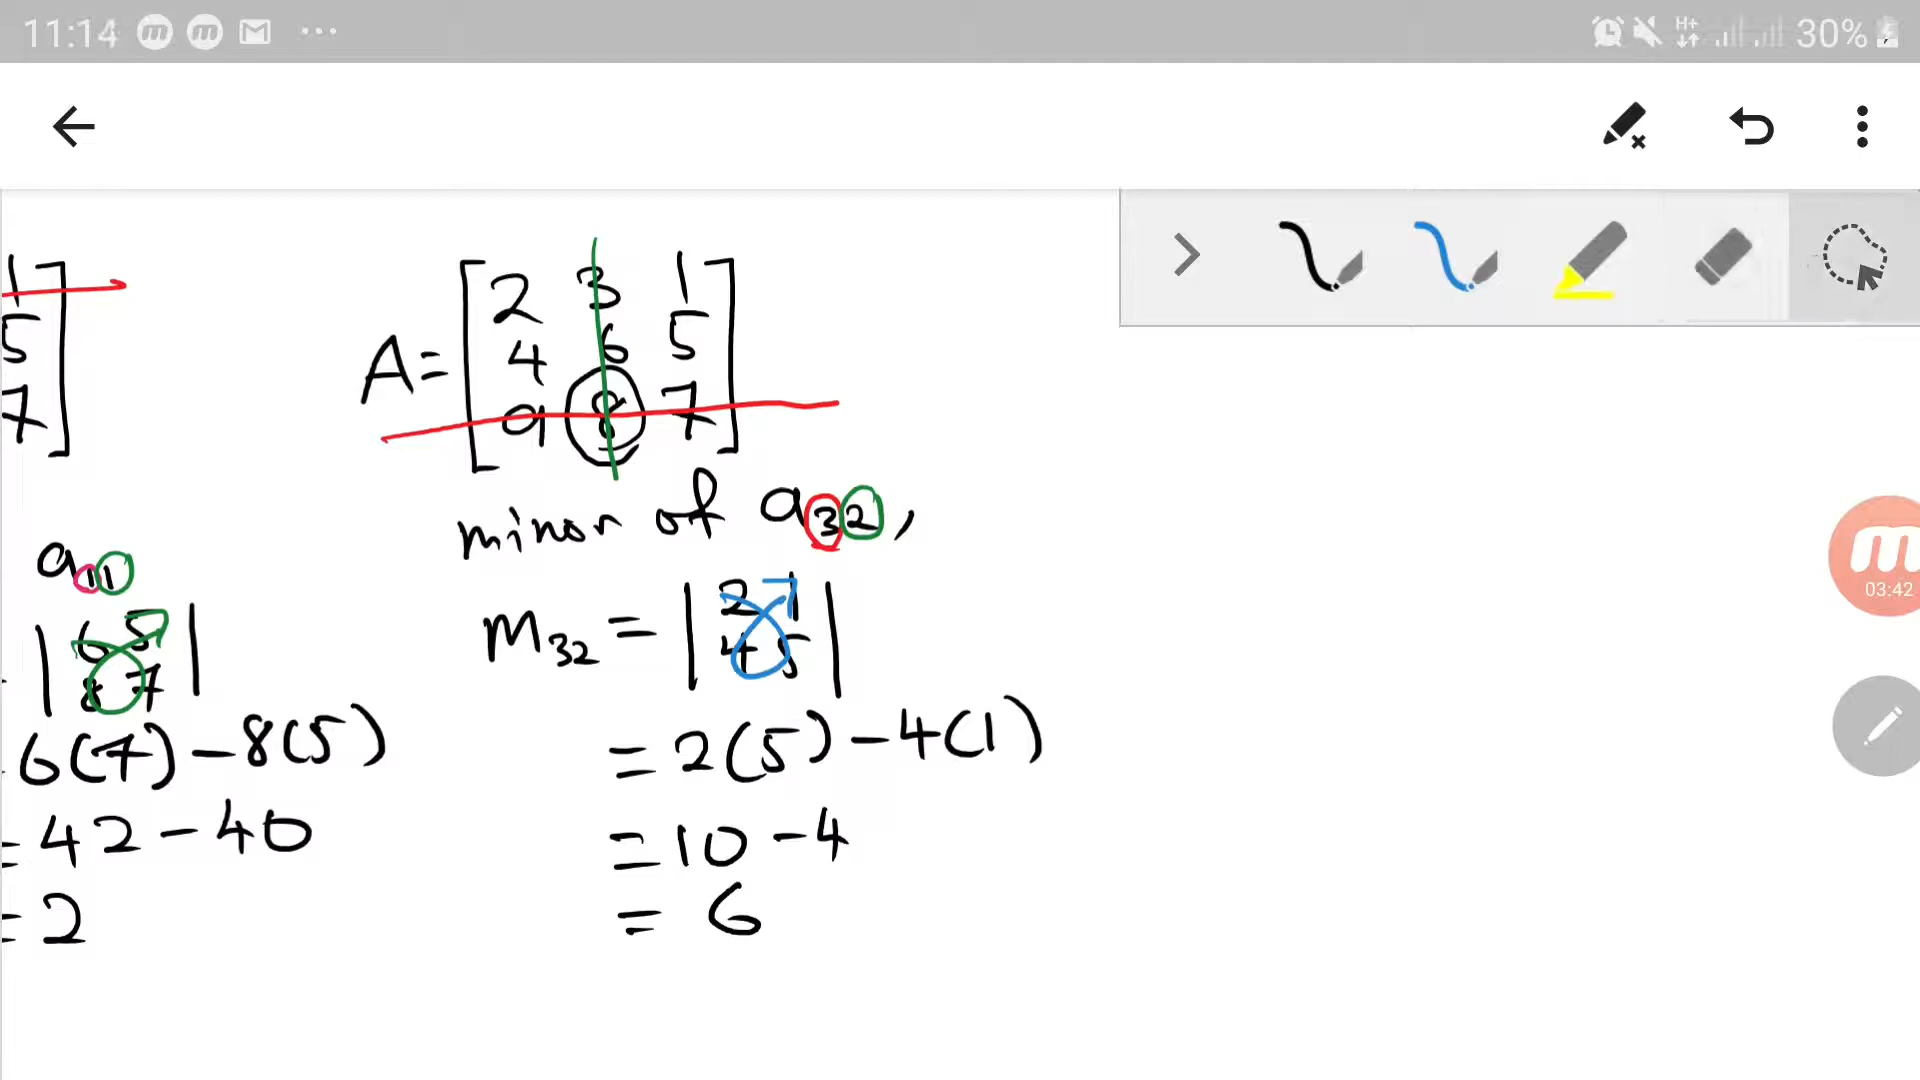 11:14 m m ... H+ 30%
1
5
7
a11
| 6 5 |
| 8 7 |
6(7) - 8(5)
= 42 - 40
= 2
A = [ 2 3 1
4 6 5
9 8 7 ]
minor of a32,
M32 = | 2 1 |
| 4 5 |
= 2(5) - 4(1)
= 10 - 4
= 6
m
03:42